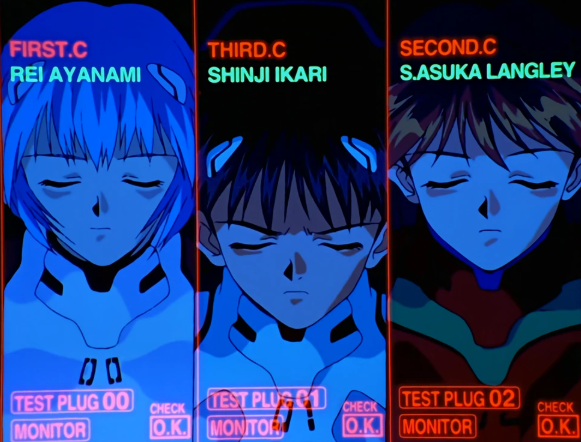 FIRST.C
REI AYANAMI
TEST PLUG 00
MONITOR
CHECK
O.K.
THIRD.C
SHINJI IKARI
TEST PLUG 01
MONITOR
CHECK
O.K.
SECOND.C
S.ASUKA LANGLEY
TEST PLUG 02
MONITOR
CHECK
O.K.